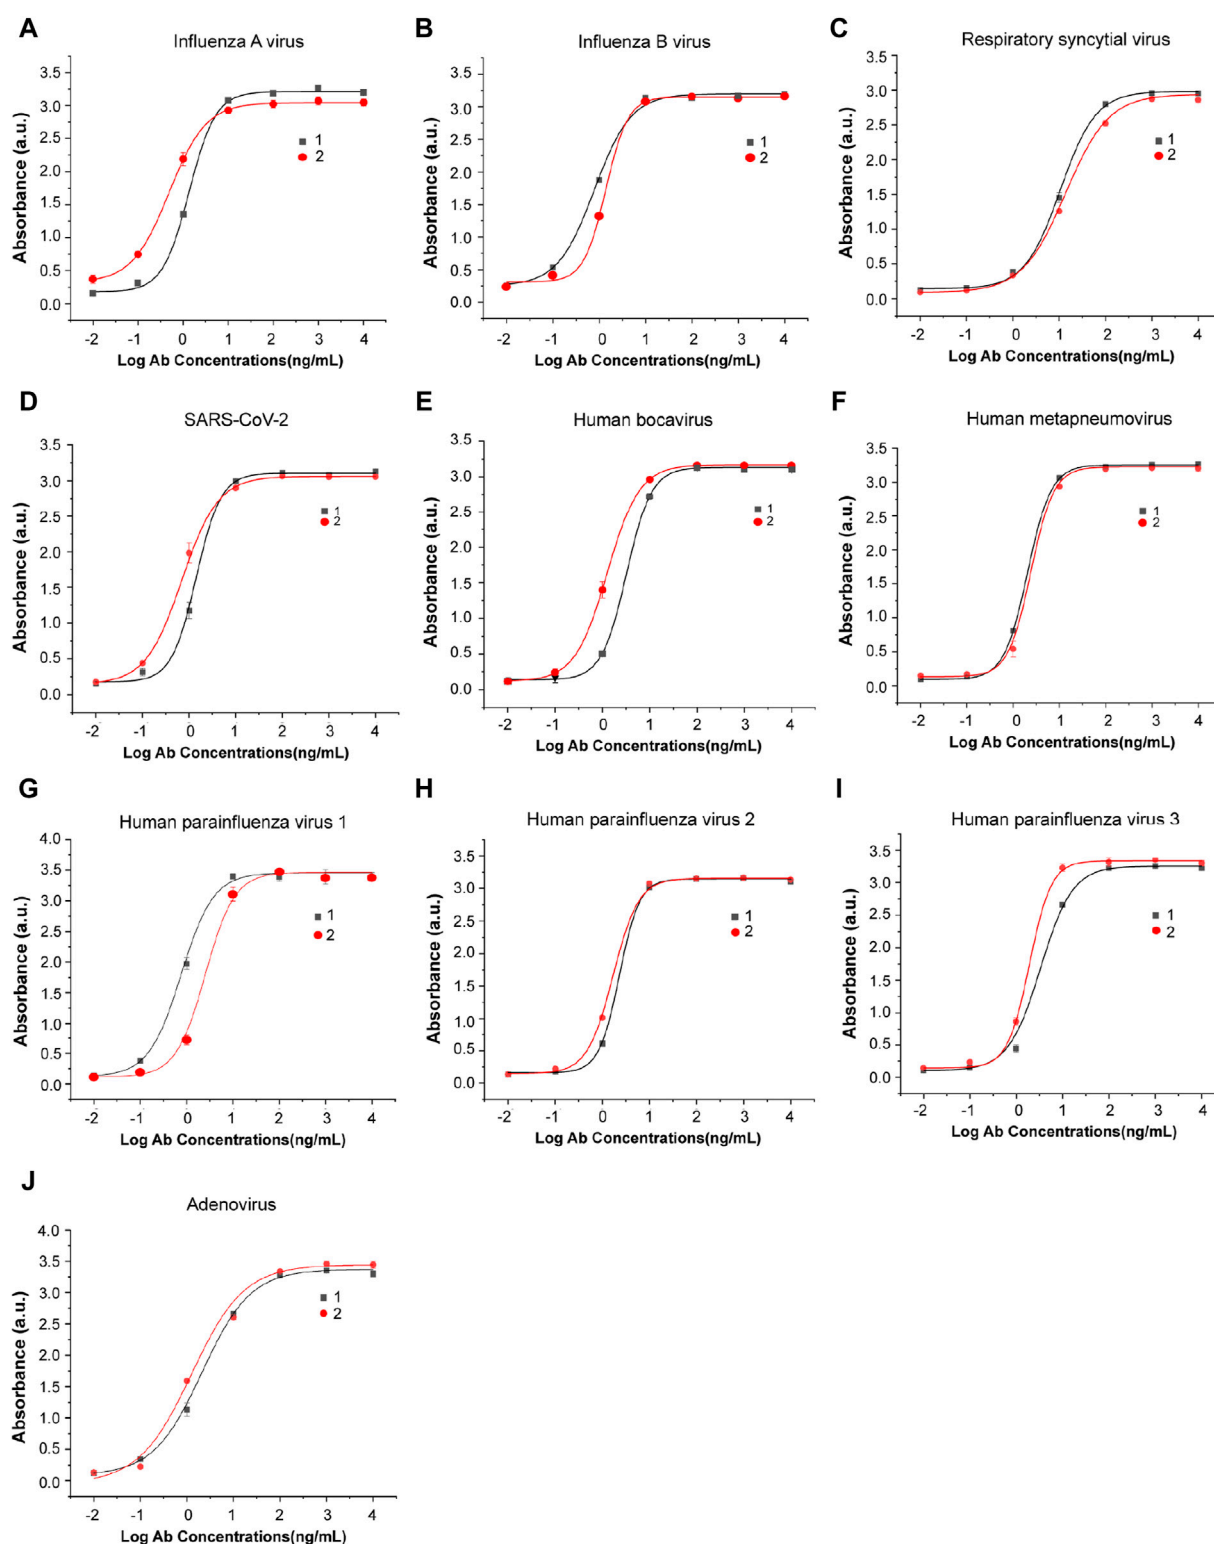 A
Influenza A virus
3.5
3.0
2.5
2.0
1.5
1.0
0.5
0.0
Absorbance (a.u.)
1
2
-2 -1 0 1 2 3 4
Log Ab Concentrations(ng/mL)
B
Influenza B virus
3.5
3.0
2.5
2.0
1.5
1.0
0.5
0.0
Absorbance (a.u.)
1
2
-2 -1 0 1 2 3 4
Log Ab Concentrations(ng/mL)
C
Respiratory syncytial virus
3.5
3.0
2.5
2.0
1.5
1.0
0.5
0.0
Absorbance (a.u.)
1
2
-2 -1 0 1 2 3 4
Log Ab Concentrations(ng/mL)
D
SARS-CoV-2
3.5
3.0
2.5
2.0
1.5
1.0
0.5
0.0
Absorbance (a.u.)
1
2
-2 -1 0 1 2 3 4
Log Ab Concentrations(ng/mL)
E
Human bocavirus
3.5
3.0
2.5
2.0
1.5
1.0
0.5
0.0
Absorbance (a.u.)
1
2
-2 -1 0 1 2 3 4
Log Ab Concentrations(ng/mL)
F
Human metapneumovirus
3.5
3.0
2.5
2.0
1.5
1.0
0.5
0.0
Absorbance (a.u.)
1
2
-2 -1 0 1 2 3 4
Log Ab Concentrations(ng/mL)
G
Human parainfluenza virus 1
4.0
3.5
3.0
2.5
2.0
1.5
1.0
0.5
0.0
Absorbance (a.u.)
1
2
-2 -1 0 1 2 3 4
Log Ab Concentrations(ng/mL)
H
Human parainfluenza virus 2
3.5
3.0
2.5
2.0
1.5
1.0
0.5
0.0
Absorbance (a.u.)
1
2
-2 -1 0 1 2 3 4
Log Ab Concentrations(ng/mL)
I
Human parainfluenza virus 3
3.5
3.0
2.5
2.0
1.5
1.0
0.5
0.0
Absorbance (a.u.)
1
2
-2 -1 0 1 2 3 4
Log Ab Concentrations(ng/mL)
J
Adenovirus
4.0
3.5
3.0
2.5
2.0
1.5
1.0
0.5
0.0
Absorbance (a.u.)
1
2
-2 -1 0 1 2 3 4
Log Ab Concentrations(ng/mL)